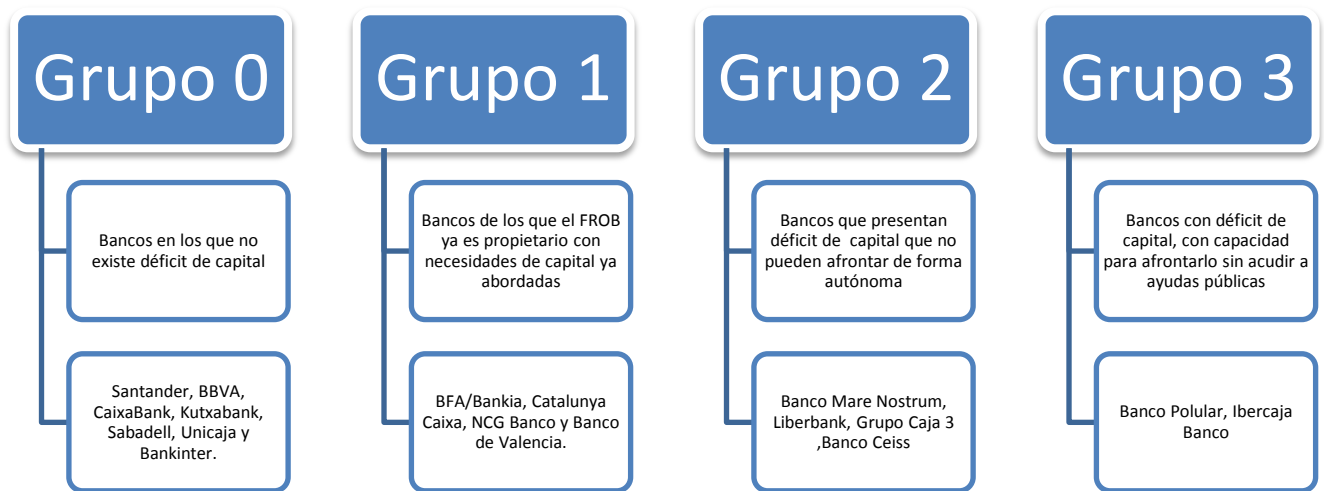 Grupo 0
Bancos en los que no
existe déficit de capital
Santander, BBVA,
CaixaBank, Kutxabank,
Sabadell, Unicaja y
Bankinter.
Grupo 1
Bancos de los que el FROB
ya es propietario con
necesidades de capital ya
abordadas
BFA/Bankia, Catalunya
Caixa, NCG Banco y Banco
de Valencia.
Grupo 2
Bancos que presentan
déficit de capital que no
pueden afrontar de forma
autónoma
Banco Mare Nostrum,
Liberbank, Grupo Caja 3
,Banco Ceiss
Grupo 3
Bancos con déficit de
capital, con capacidad
para afrontarlo sin acudir a
ayudas públicas
Banco Polular, Ibercaja
Banco